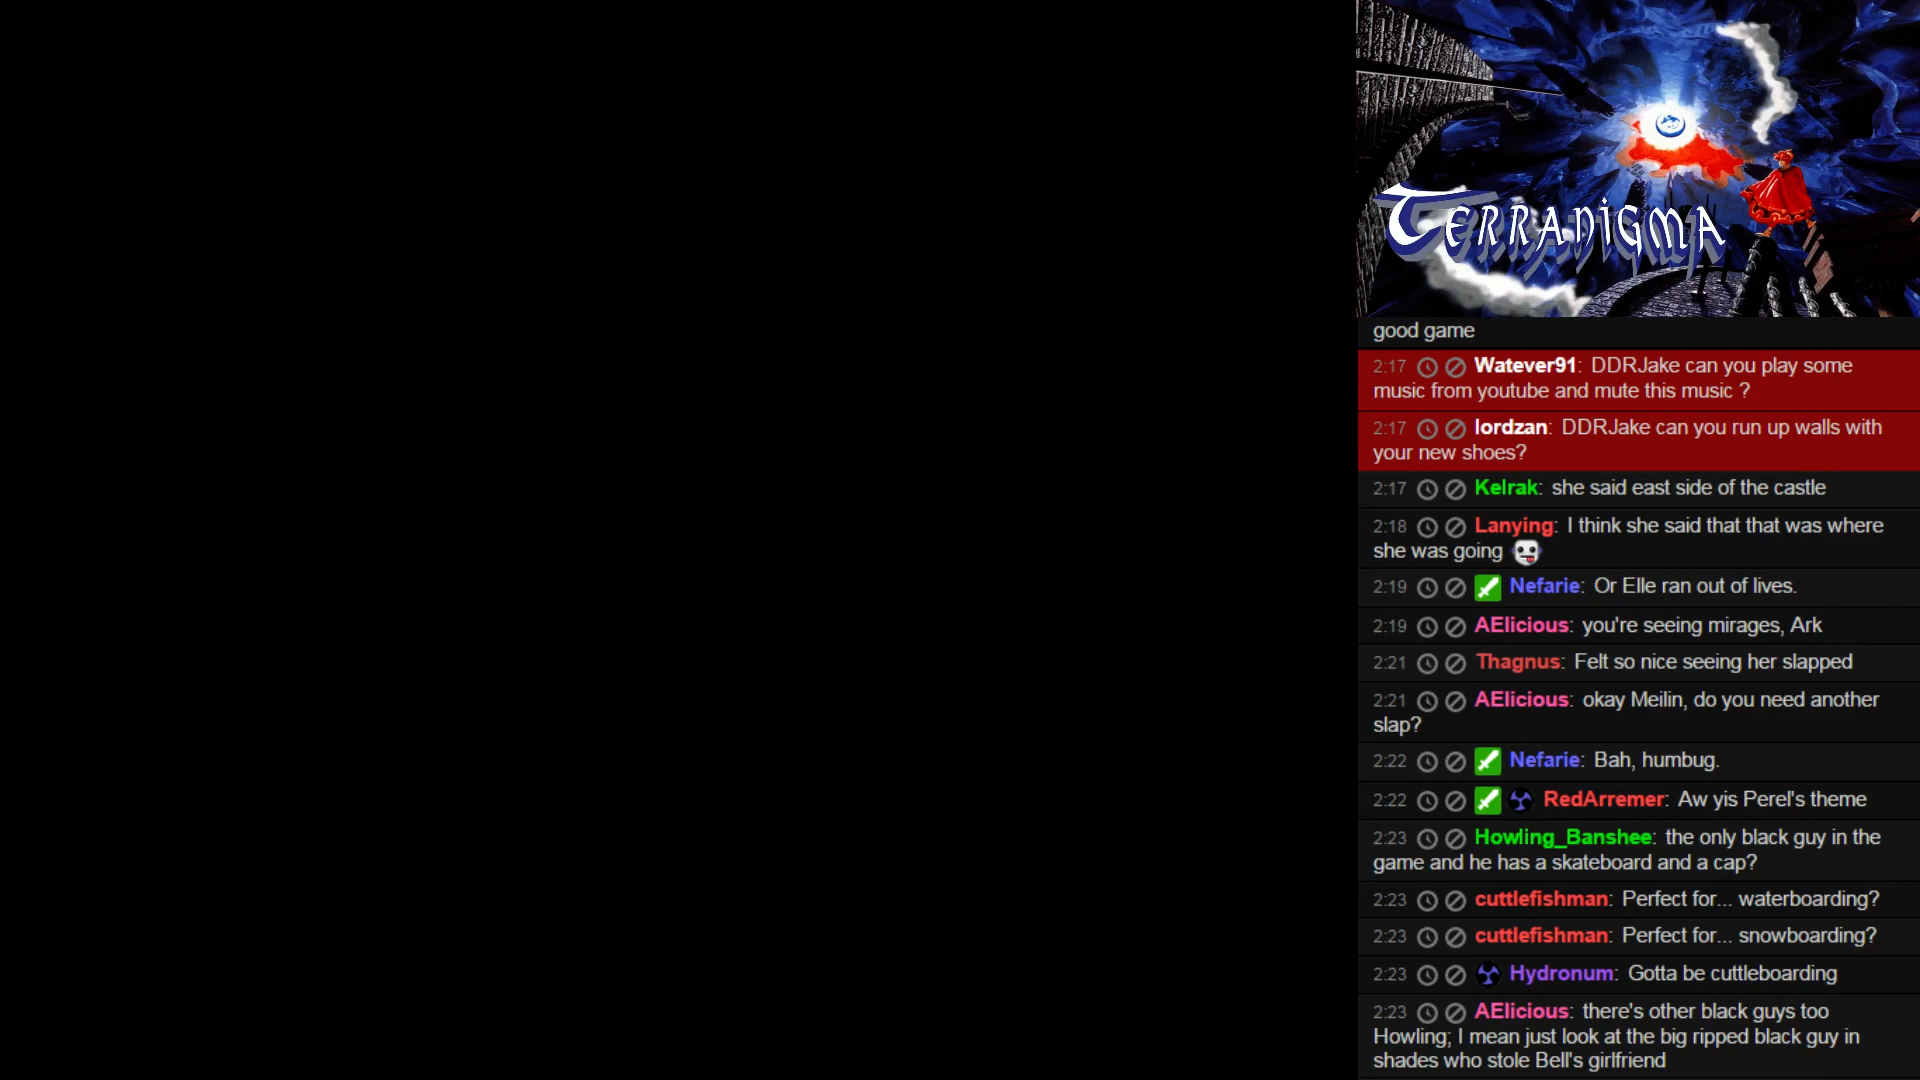 TERRANIGMA
good game
2:17 Watever91: DDRJake can you play some
music from youtube and mute this music ?
2:17 lordzan: DDRJake can you run up walls with
your new shoes?
2:17 Kelrak: she said east side of the castle
2:18 Lanying: I think she said that that was where
she was going
2:19 Nefarie: Or Elle ran out of lives.
2:19 AElicious: you're seeing mirages, Ark
2:21 Thagnus: Felt so nice seeing her slapped
2:21 AElicious: okay Meilin, do you need another
slap?
2:22 Nefarie: Bah, humbug.
2:22 RedArremer: Aw yis Perel's theme
2:23 Howling_Banshee: the only black guy in the
game and he has a skateboard and a cap?
2:23 cuttlefishman: Perfect for... waterboarding?
2:23 cuttlefishman: Perfect for... snowboarding?
2:23 Hydronum: Gotta be cuttleboarding
2:23 AElicious: there's other black guys too
Howling; I mean just look at the big ripped black guy in
shades who stole Bell's girlfriend